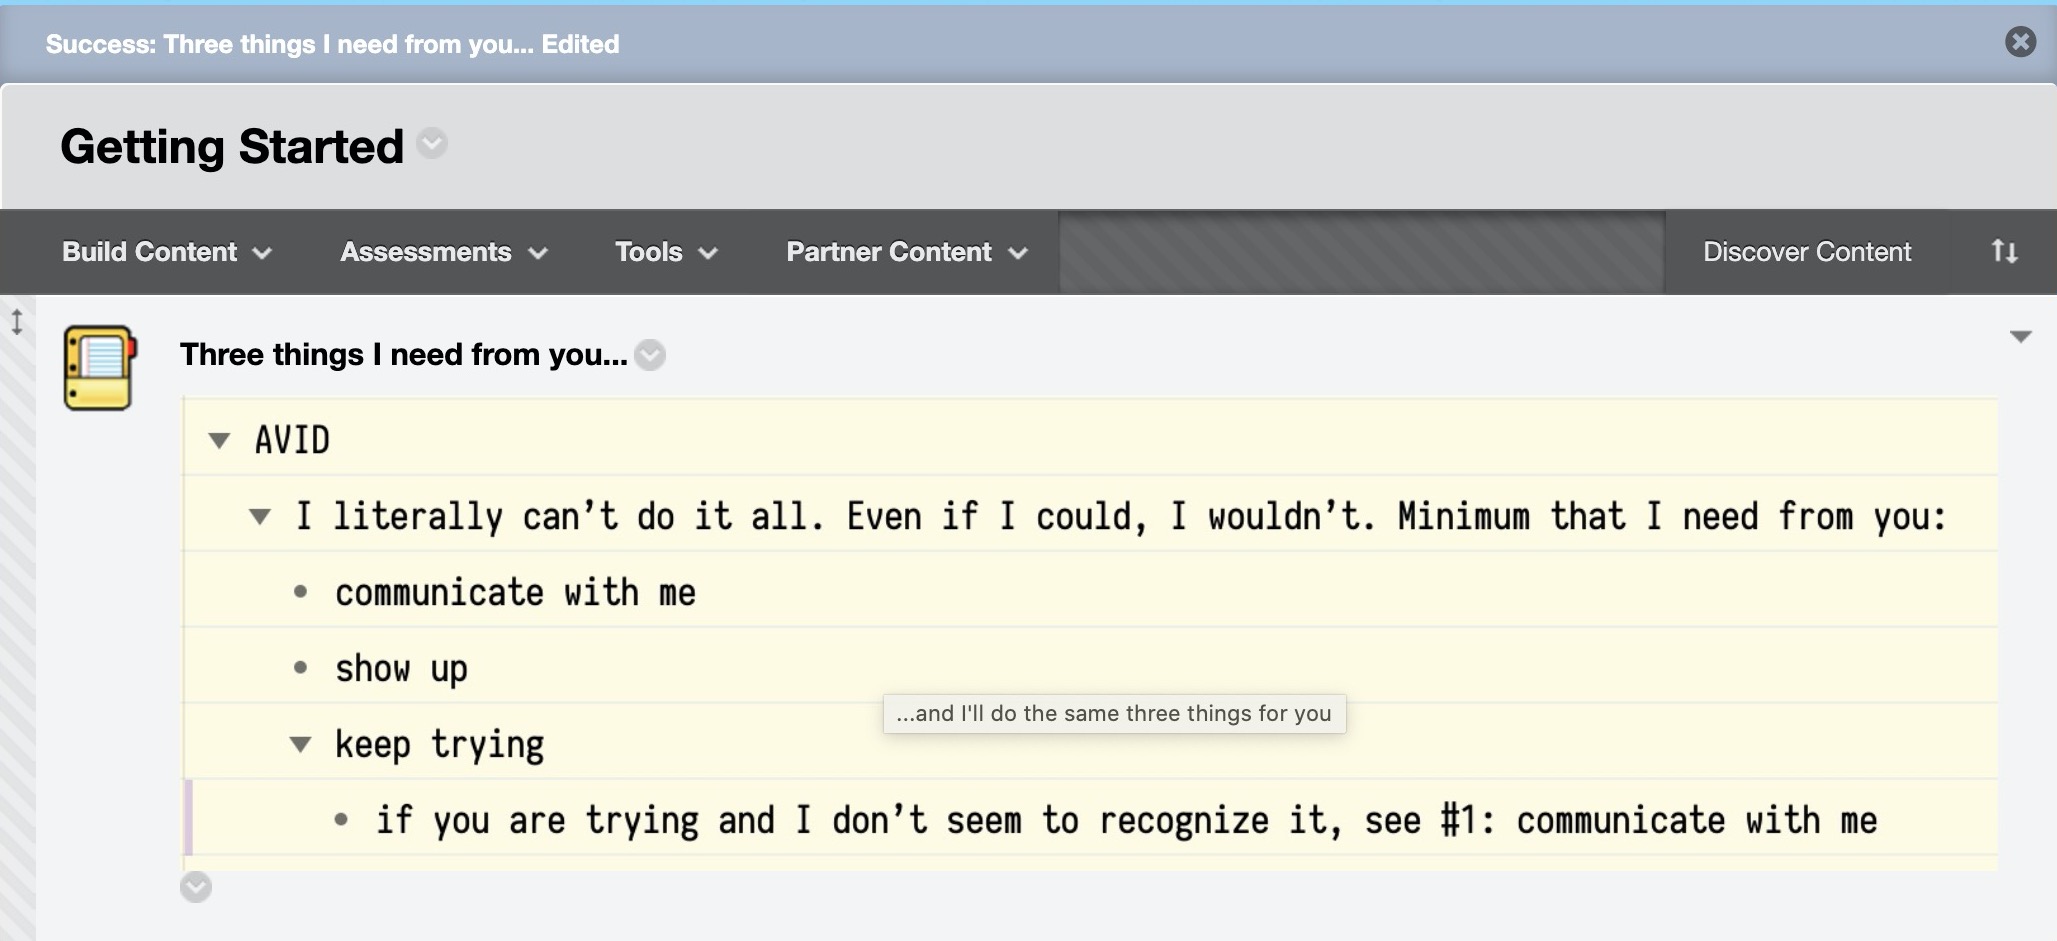 Success: Three things I need from you... Edited
Getting Started
Build Content Assessments Tools Partner Content Discover Content
Three things I need from you...
AVID
I literally can’t do it all. Even if I could, I wouldn’t. Minimum that I need from you:
• communicate with me
• show up
...and I'll do the same three things for you
keep trying
• if you are trying and I don’t seem to recognize it, see #1: communicate with me